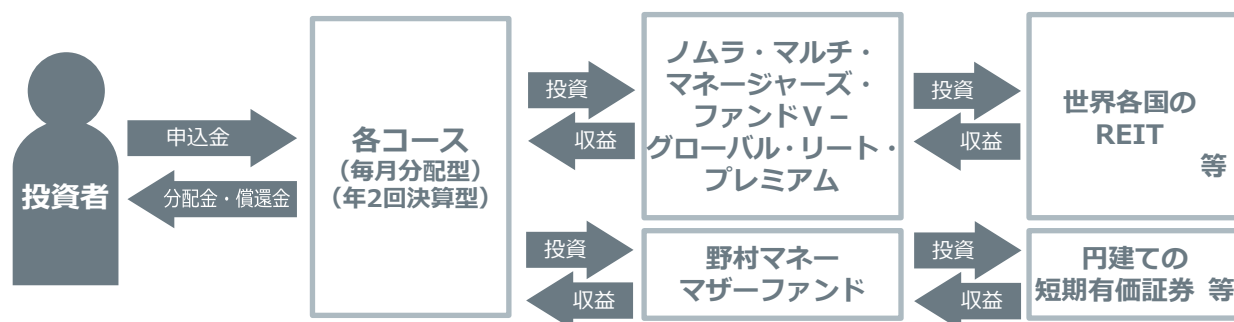 投資者
申込金
分配金・償還金
各コース
（毎月分配型）
（年2回決算型）
投資
収益
ノムラ・マルチ・
マネージャーズ・
ファンドⅤ－
グローバル・リート・
プレミアム
投資
収益
世界各国の
REIT
等
投資
収益
野村マネー
マザーファンド
投資
収益
円建ての
短期有価証券 等